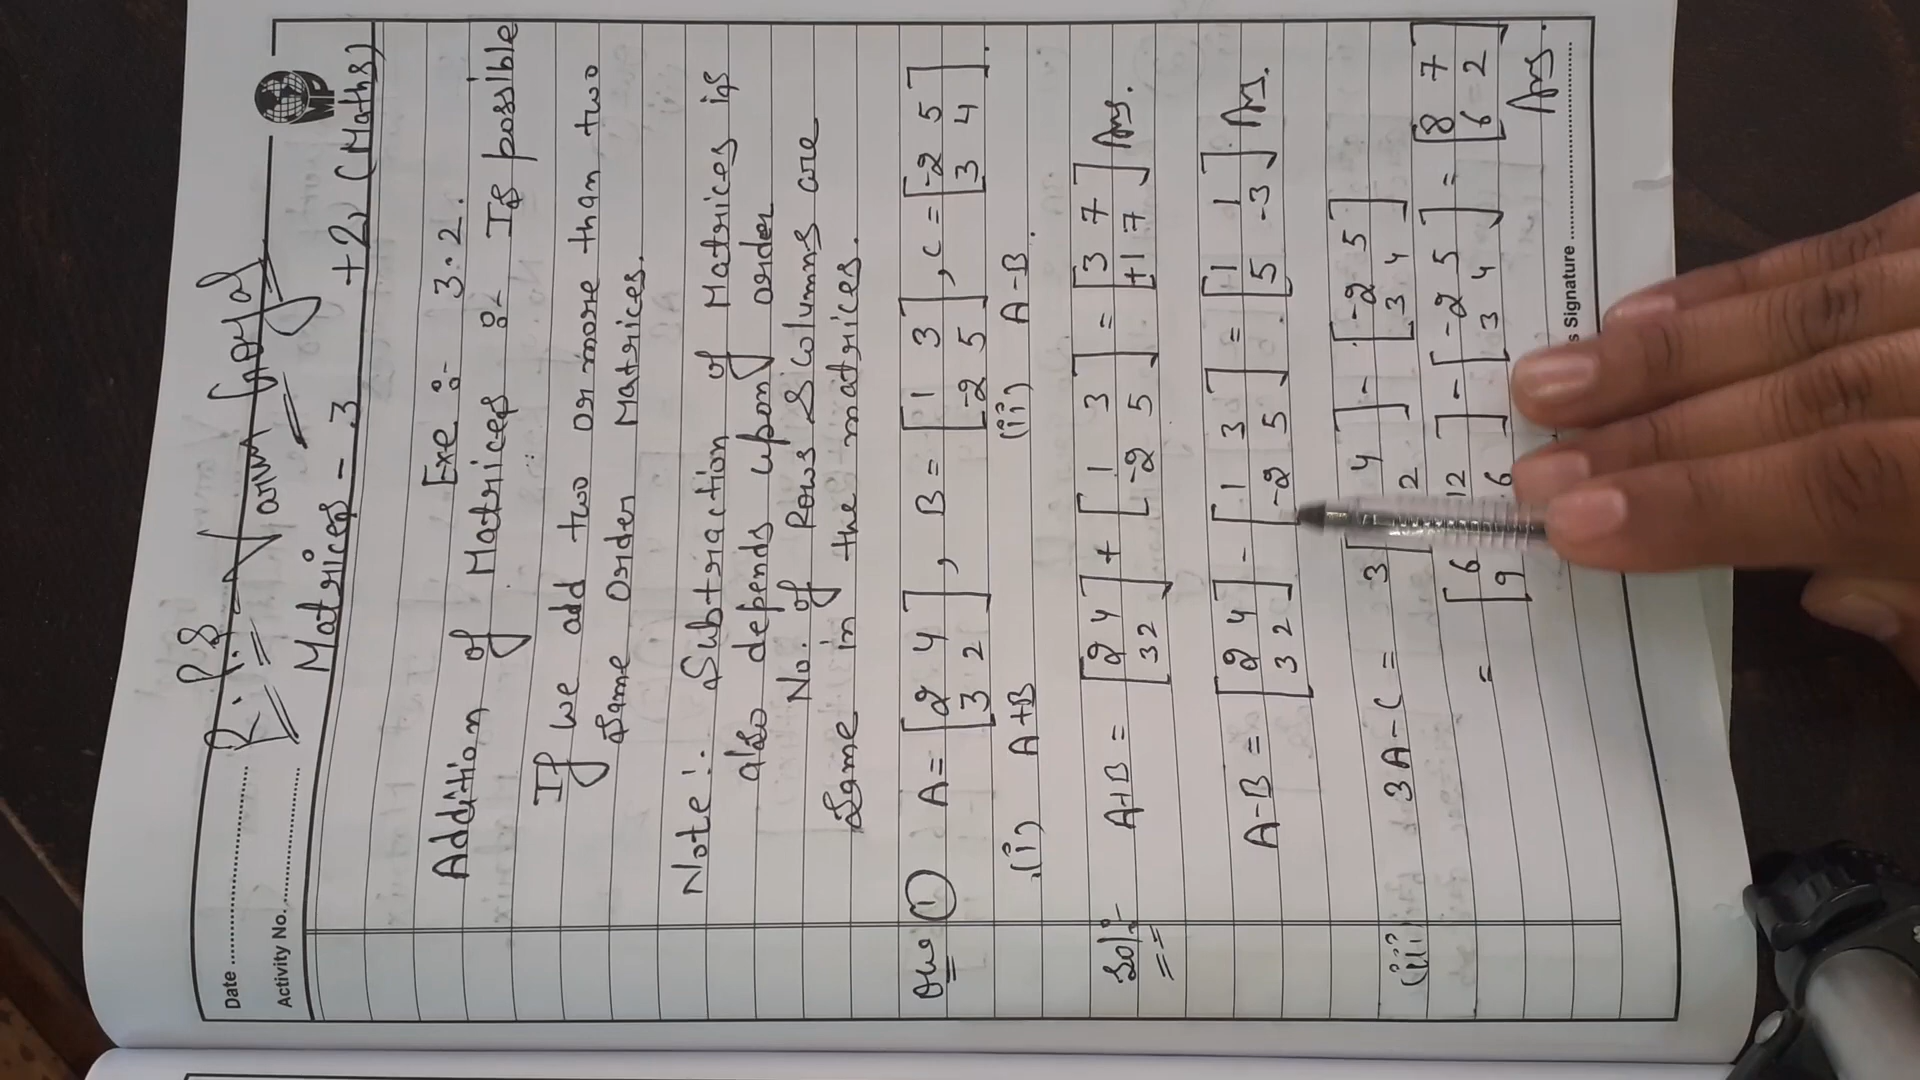 Date
Activity No.
P.S
Varun Goyal
MP
Matrices - 3 +2 (Maths)
Exe :- 3.2.
Addition of Matrices :- Is possible
If we add two or more than two
same order Matrices.
Note:- Subtraction of Matrices is
also depends upon order
No. of Rows & Columns are
same in the matrices.
Que 1 A = [2 4], B = [1 3], C = [-2 5].
[3 2] [-2 5] [3 4]
(i) A+B (ii) A-B.
Sol:- A+B = [2 4] + [1 3] = [3 7] Ans.
[3 2] [-2 5] [+1 7]
A-B = [2 4] - [1 3] = [1 1] Ans.
[3 2] [-2 5] [5 -3]
(iii) 3A-C = 3[ 4] - [-2 5]
[ 2] [3 4]
= [6 12] - [-2 5] = [8 7]
[9 6] [3 4] [6 2]
Ans.
s Signature